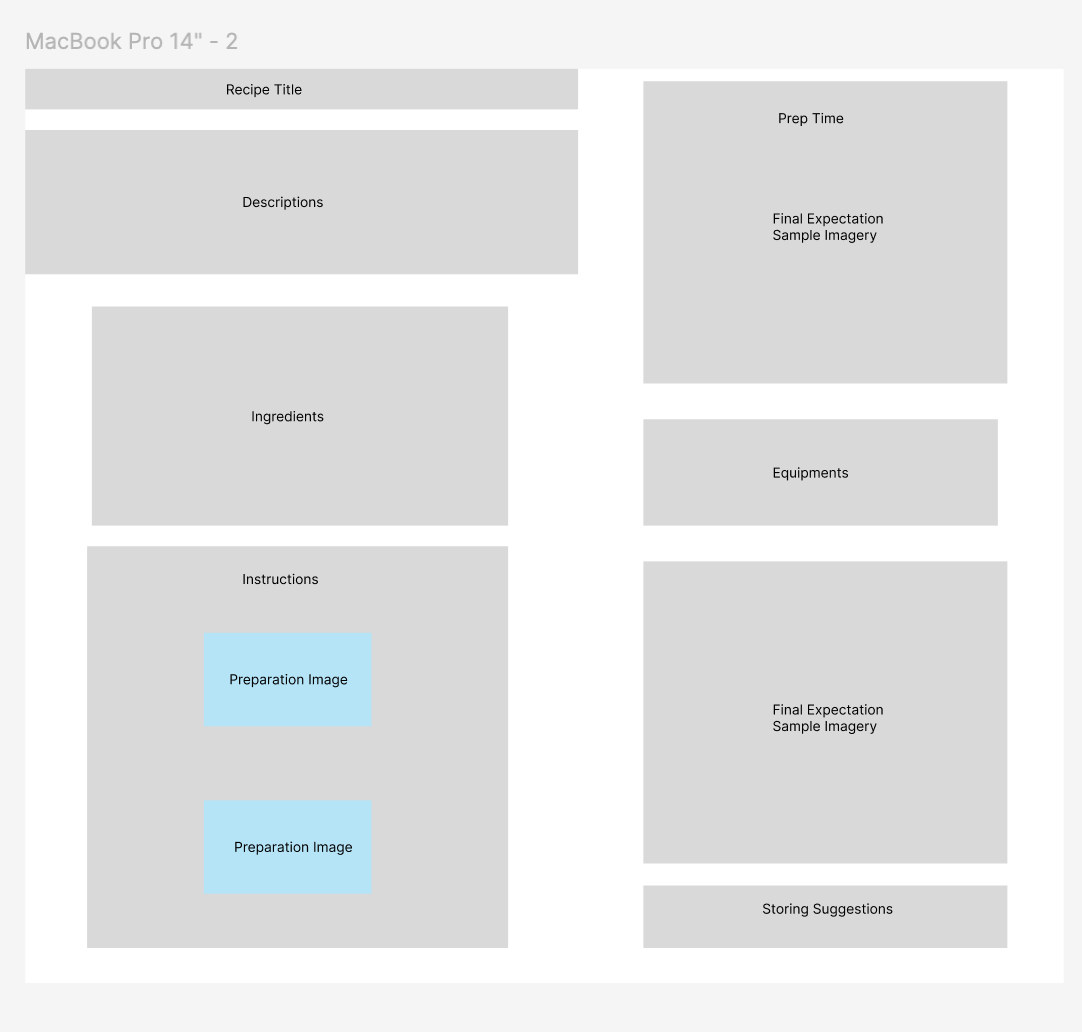 MacBook Pro 14" - 2
Recipe Title
Descriptions
Ingredients
Instructions
Preparation Image
Preparation Image
Prep Time
Final Expectation
Sample Imagery
Equipments
Final Expectation
Sample Imagery
Storing Suggestions